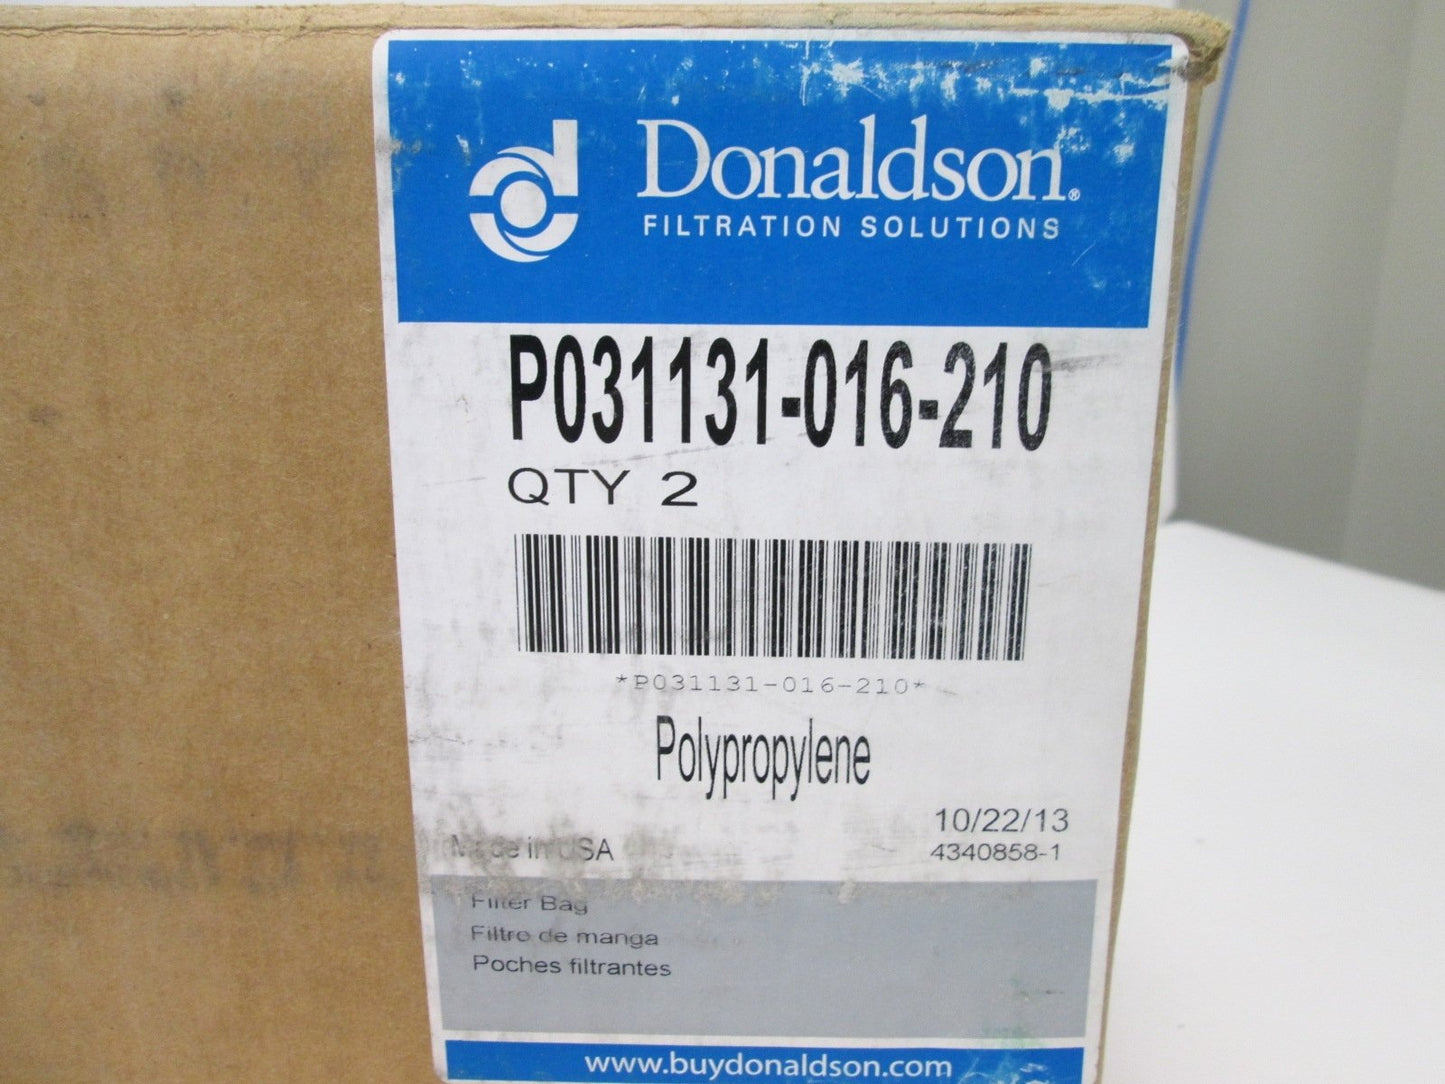 Donaldson®
FILTRATION SOLUTIONS
P031131-016-210
QTY 2
*P031131-016-210*
Polypropylene
10/22/13
Made in USA
4340858-1
Filter Bag
Filtro de manga
Poches filtrantes
www.buydonaldson.com